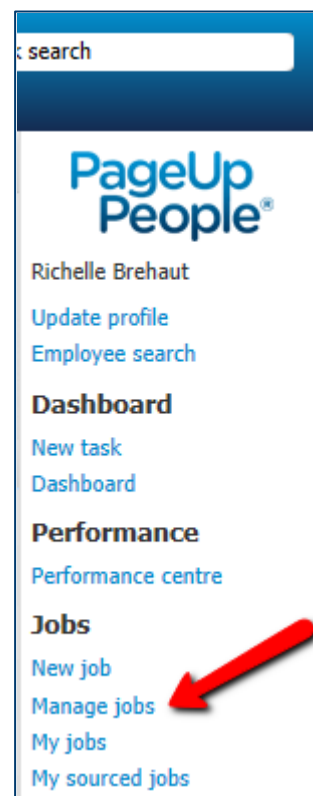 search
PageUp
People®
Richelle Brehaut
Update profile
Employee search
Dashboard
New task
Dashboard
Performance
Performance centre
Jobs
New job
Manage jobs
My jobs
My sourced jobs